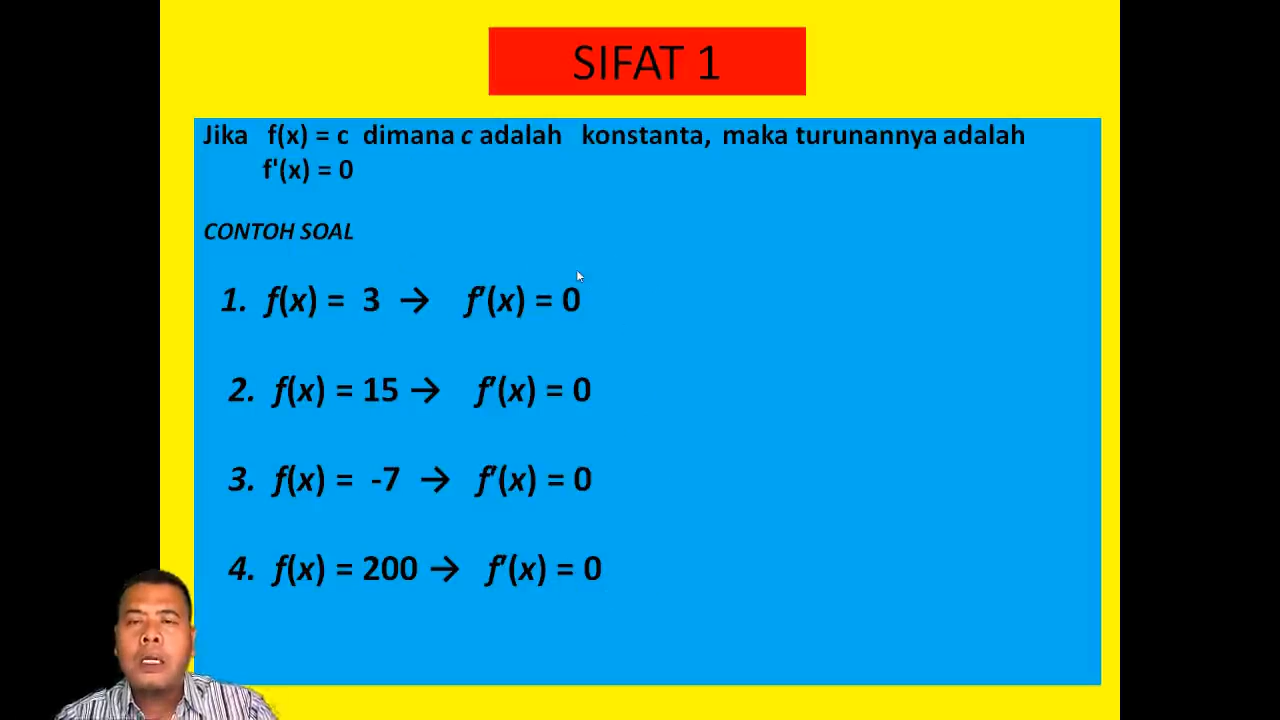 SIFAT 1
Jika f(x) = c dimana c adalah konstanta, maka turunannya adalah
f'(x) = 0
CONTOH SOAL
1. f(x) = 3 → f'(x) = 0
2. f(x) = 15 → f'(x) = 0
3. f(x) = -7 → f'(x) = 0
4. f(x) = 200 → f'(x) = 0